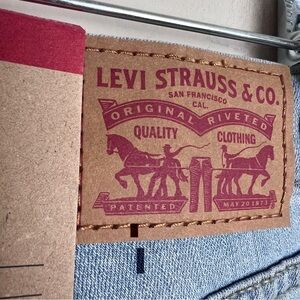 LEVI STRAUSS & CO.
SAN FRANCISCO
CAL.
ORIGINAL RIVETED
QUALITY CLOTHING
PATENTED MAY 20 1873